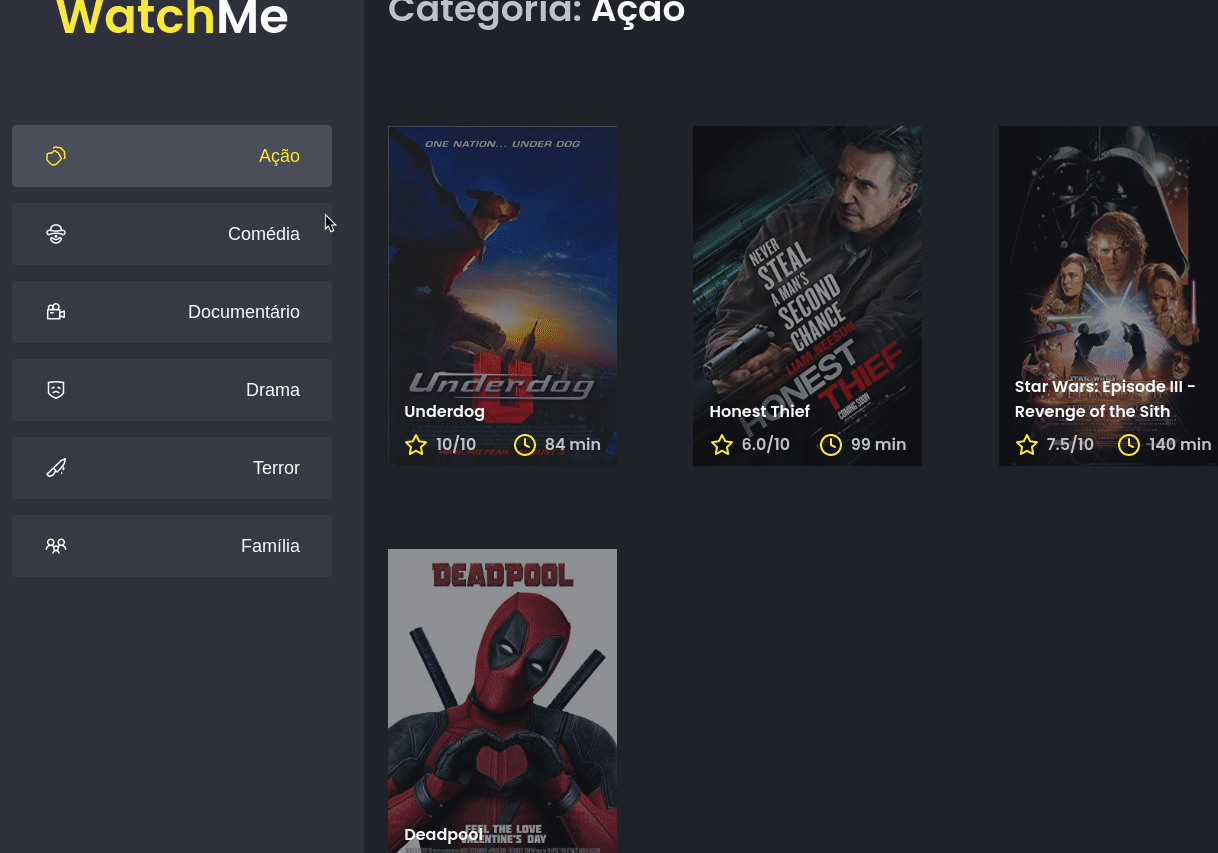 WatchMe
Categoria: Ação
Ação
Comédia
Documentário
Drama
Terror
Família
ONE NATION... UNDER DOG
Underdog
Underdog
10/10
84 min
NEVER
STEAL
A MAN'S
SECOND
CHANCE
LIAM NEESON
HONEST
THIEF
COMING SOON
Honest Thief
6.0/10
99 min
STAR WARS
Star Wars: Episode III -
Revenge of the Sith
7.5/10
140 min
DEADPOOL
FEEL THE LOVE
VALENTINE'S DAY
Deadpool